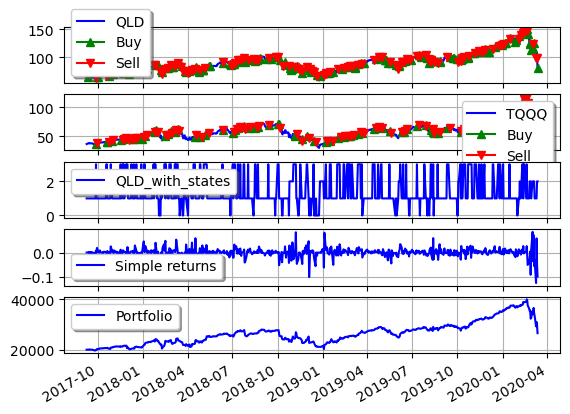 QLD
Buy
Sell
150
100
TQQQ
Buy
Sell
100
50
QLD_with_states
2
0
Simple returns
0.0
−0.1
Portfolio
40000
20000
2017-10 2018-01 2018-04 2018-07 2018-10 2019-01 2019-04 2019-07 2019-10 2020-01 2020-04